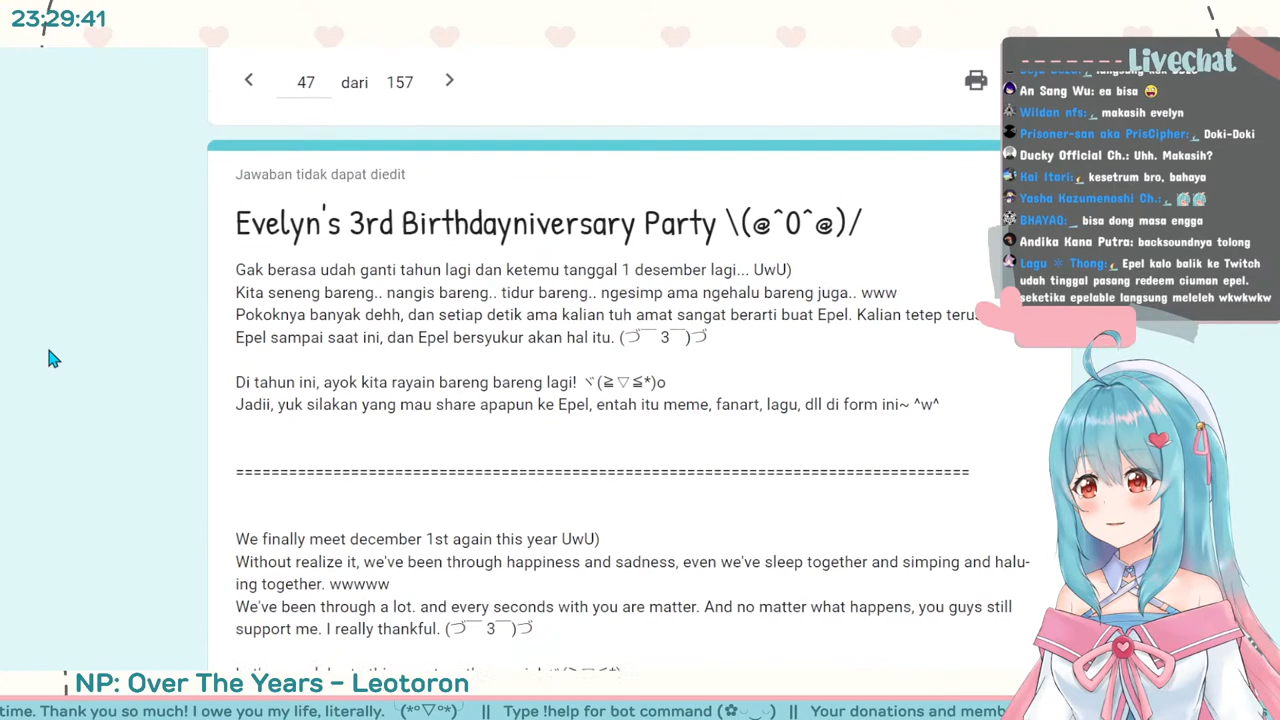 23:29:41
47 dari 157
Jawaban tidak dapat diedit
Evelyn's 3rd Birthdayniversary Party \(@^0^@)/
Gak berasa udah ganti tahun lagi dan ketemu tanggal 1 desember lagi... UwU)
Kita seneng bareng.. nangis bareng.. tidur bareng.. ngesimp ama ngehalu bareng juga.. www
Pokoknya banyak dehh, dan setiap detik ama kalian tuh amat sangat berarti buat Epel. Kalian tetep terus
Epel sampai saat ini, dan Epel bersyukur akan hal itu. (づ￣ 3￣)づ
Di tahun ini, ayok kita rayain bareng bareng lagi! ヾ(≧▽≦*)o
Jadii, yuk silakan yang mau share apapun ke Epel, entah itu meme, fanart, lagu, dll di form ini~ ^w^
==================================================================================
We finally meet december 1st again this year UwU)
Without realize it, we've been through happiness and sadness, even we've sleep together and simping and halu-
ing together. wwwww
We've been through a lot. and every seconds with you are matter. And no matter what happens, you guys still
support me. I really thankful. (づ￣ 3￣)づ
Livechat
An Sang Wu: ea bisa 😜
Wildan nfs: makasih evelyn
Prisoner-san aka PrisCipher: Doki-Doki
Ducky Official Ch.: Uhh. Makasih?
Kai Itari: kesetrum bro, bahaya
Yasha Kazumenashi Ch.:
BHAYAQ: bisa dong masa engga
Andika Kana Putra: backsoundnya tolong
Lagu ✲ Thong: Epel kalo balik ke Twitch
udah tinggal pasang redeem ciuman epel.
seketika epelable langsung meleleh wkwkwkw
NP: Over The Years – Leotoron
time. Thank you so much! I owe you my life, literally. ╰(*°▽°*)╯ || Type !help for bot command (✿◡‿◡) || Your donations and memb